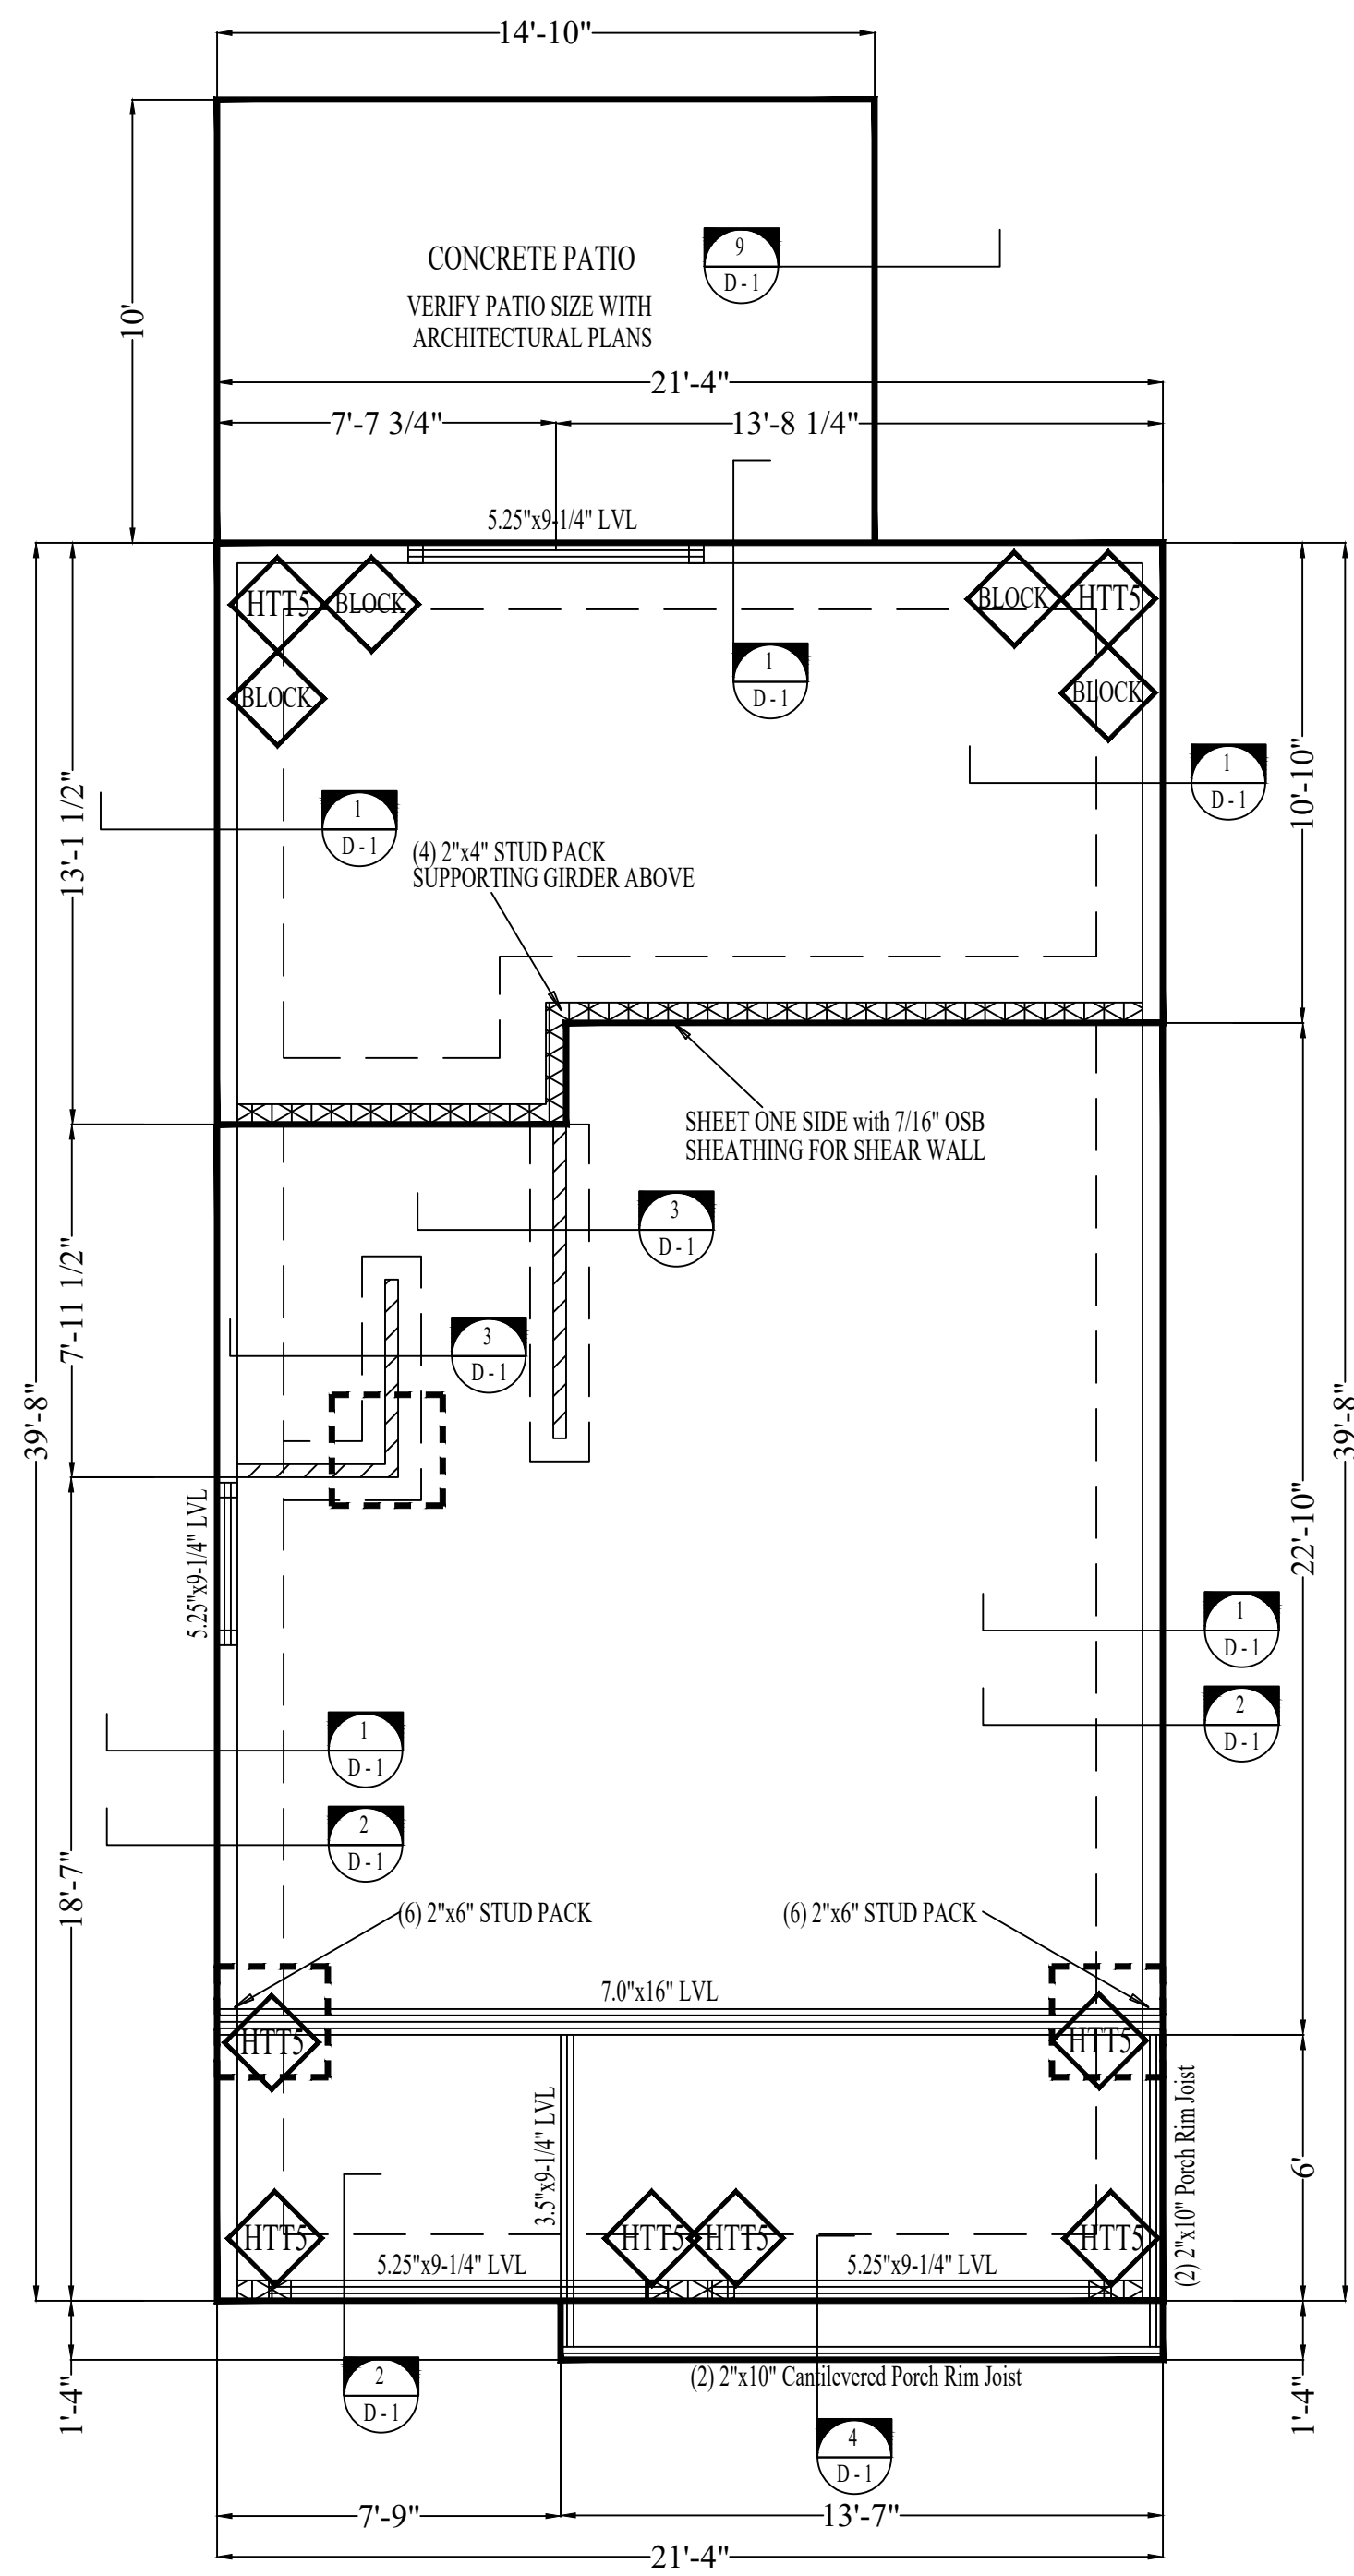 14'-10"
CONCRETE PATIO
VERIFY PATIO SIZE WITH
ARCHITECTURAL PLANS
9
D - 1
10'
21'-4"
7'-7 3/4"
13'-8 1/4"
5.25"x9-1/4" LVL
HTT5
BLOCK
BLOCK
HTT5
BLOCK
BLOCK
1
D - 1
1
D - 1
1
D - 1
13'-1 1/2"
10'-10"
(4) 2"x4" STUD PACK
SUPPORTING GIRDER ABOVE
SHEET ONE SIDE with 7/16" OSB
SHEATHING FOR SHEAR WALL
3
D - 1
3
D - 1
7'-11 1/2"
39'-8"
39'-8"
22'-10"
5.25"x9-1/4" LVL
1
D - 1
2
D - 1
1
D - 1
2
D - 1
18'-7"
(6) 2"x6" STUD PACK
(6) 2"x6" STUD PACK
7.0"x16" LVL
HTT5
HTT5
3.5"x9-1/4" LVL
(2) 2"x10" Porch Rim Joist
6'
HTT5
HTT5
HTT5
HTT5
5.25"x9-1/4" LVL
5.25"x9-1/4" LVL
(2) 2"x10" Cantilevered Porch Rim Joist
1'-4"
1'-4"
2
D - 1
4
D - 1
7'-9"
13'-7"
21'-4"